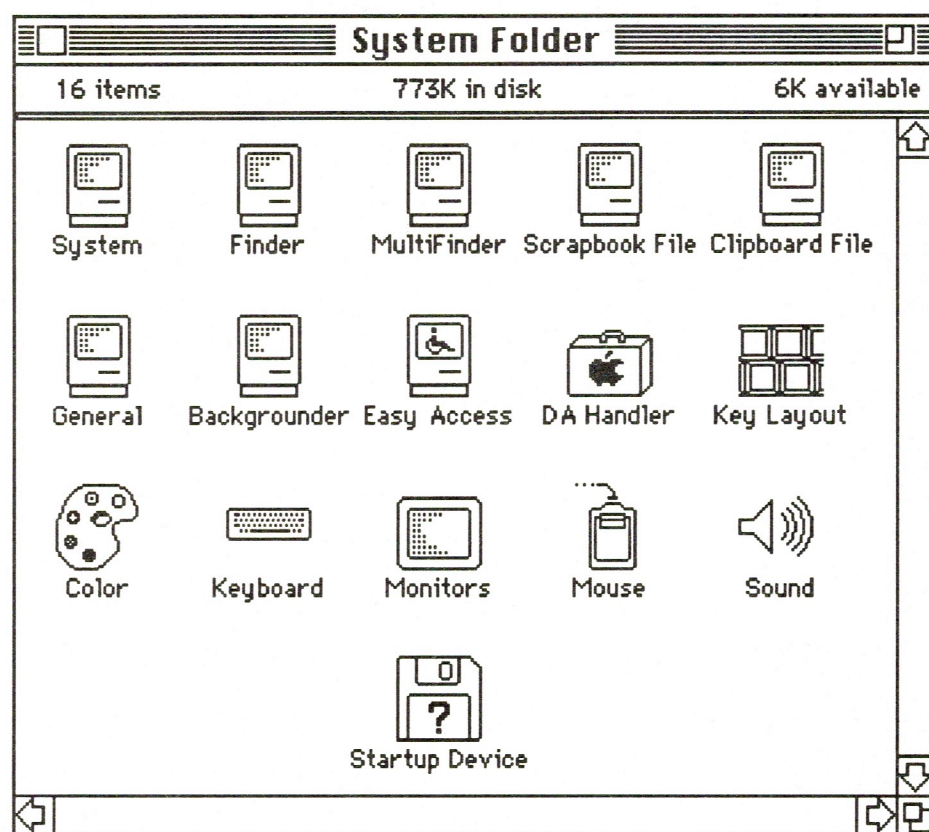 System Folder
16 items 773K in disk 6K available
System Finder MultiFinder Scrapbook File Clipboard File
General Backgrounder Easy Access DA Handler Key Layout
Color Keyboard Monitors Mouse Sound
?
Startup Device